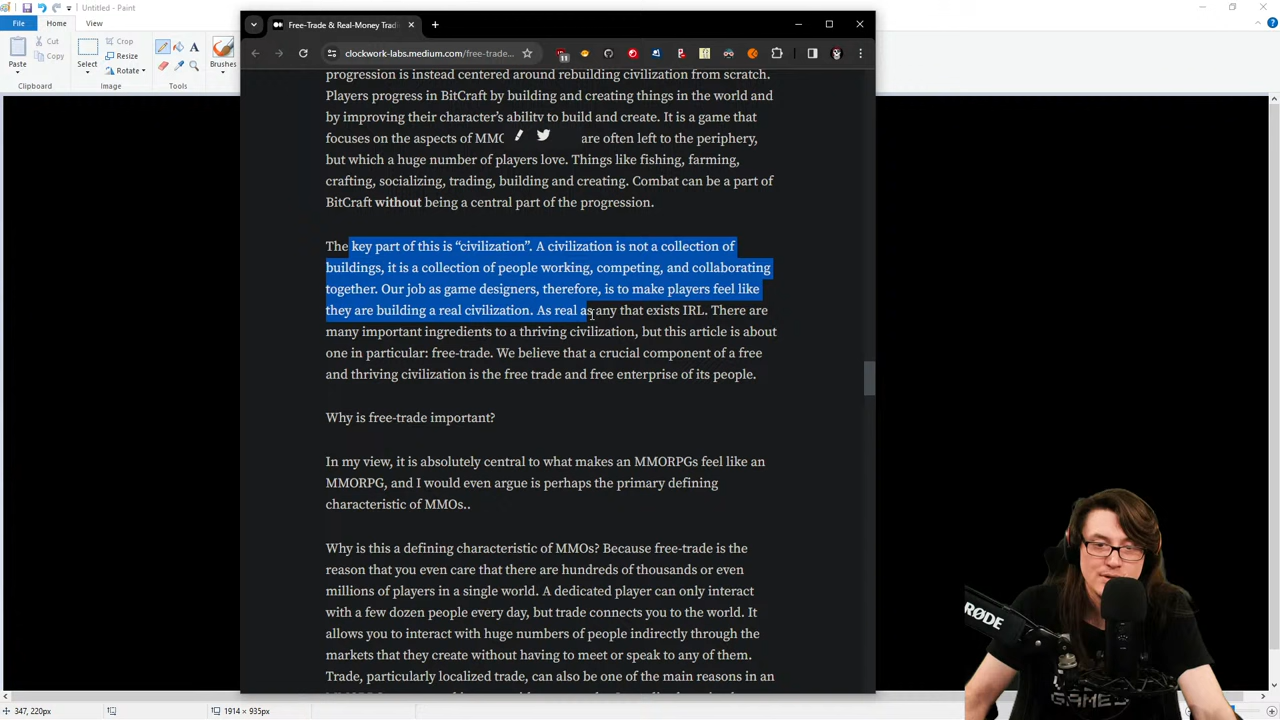 Untitled - Paint
File Home View
Free-Trade & Real-Money Tradi
Paste
Cut
Copy
Clipboard
Select
Crop
Resize
Rotate
Image
Tools
Brushes
clockwork-labs.medium.com/free-trade...
11
progression is instead centered around rebuilding civilization from scratch.
Players progress in BitCraft by building and creating things in the world and
by improving their character's ability to build and create. It is a game that
focuses on the aspects of MMO are often left to the periphery,
but which a huge number of players love. Things like fishing, farming,
crafting, socializing, trading, building and creating. Combat can be a part of
BitCraft without being a central part of the progression.
The key part of this is “civilization”. A civilization is not a collection of
buildings, it is a collection of people working, competing, and collaborating
together. Our job as game designers, therefore, is to make players feel like
they are building a real civilization. As real as any that exists IRL. There are
many important ingredients to a thriving civilization, but this article is about
one in particular: free-trade. We believe that a crucial component of a free
and thriving civilization is the free trade and free enterprise of its people.
Why is free-trade important?
In my view, it is absolutely central to what makes an MMORPGs feel like an
MMORPG, and I would even argue is perhaps the primary defining
characteristic of MMOs..
Why is this a defining characteristic of MMOs? Because free-trade is the
reason that you even care that there are hundreds of thousands or even
millions of players in a single world. A dedicated player can only interact
with a few dozen people every day, but trade connects you to the world. It
allows you to interact with huge numbers of people indirectly through the
markets that they create without having to meet or speak to any of them.
Trade, particularly localized trade, can also be one of the main reasons in an
RØDE
GAMES
347, 220px
1914 × 935px